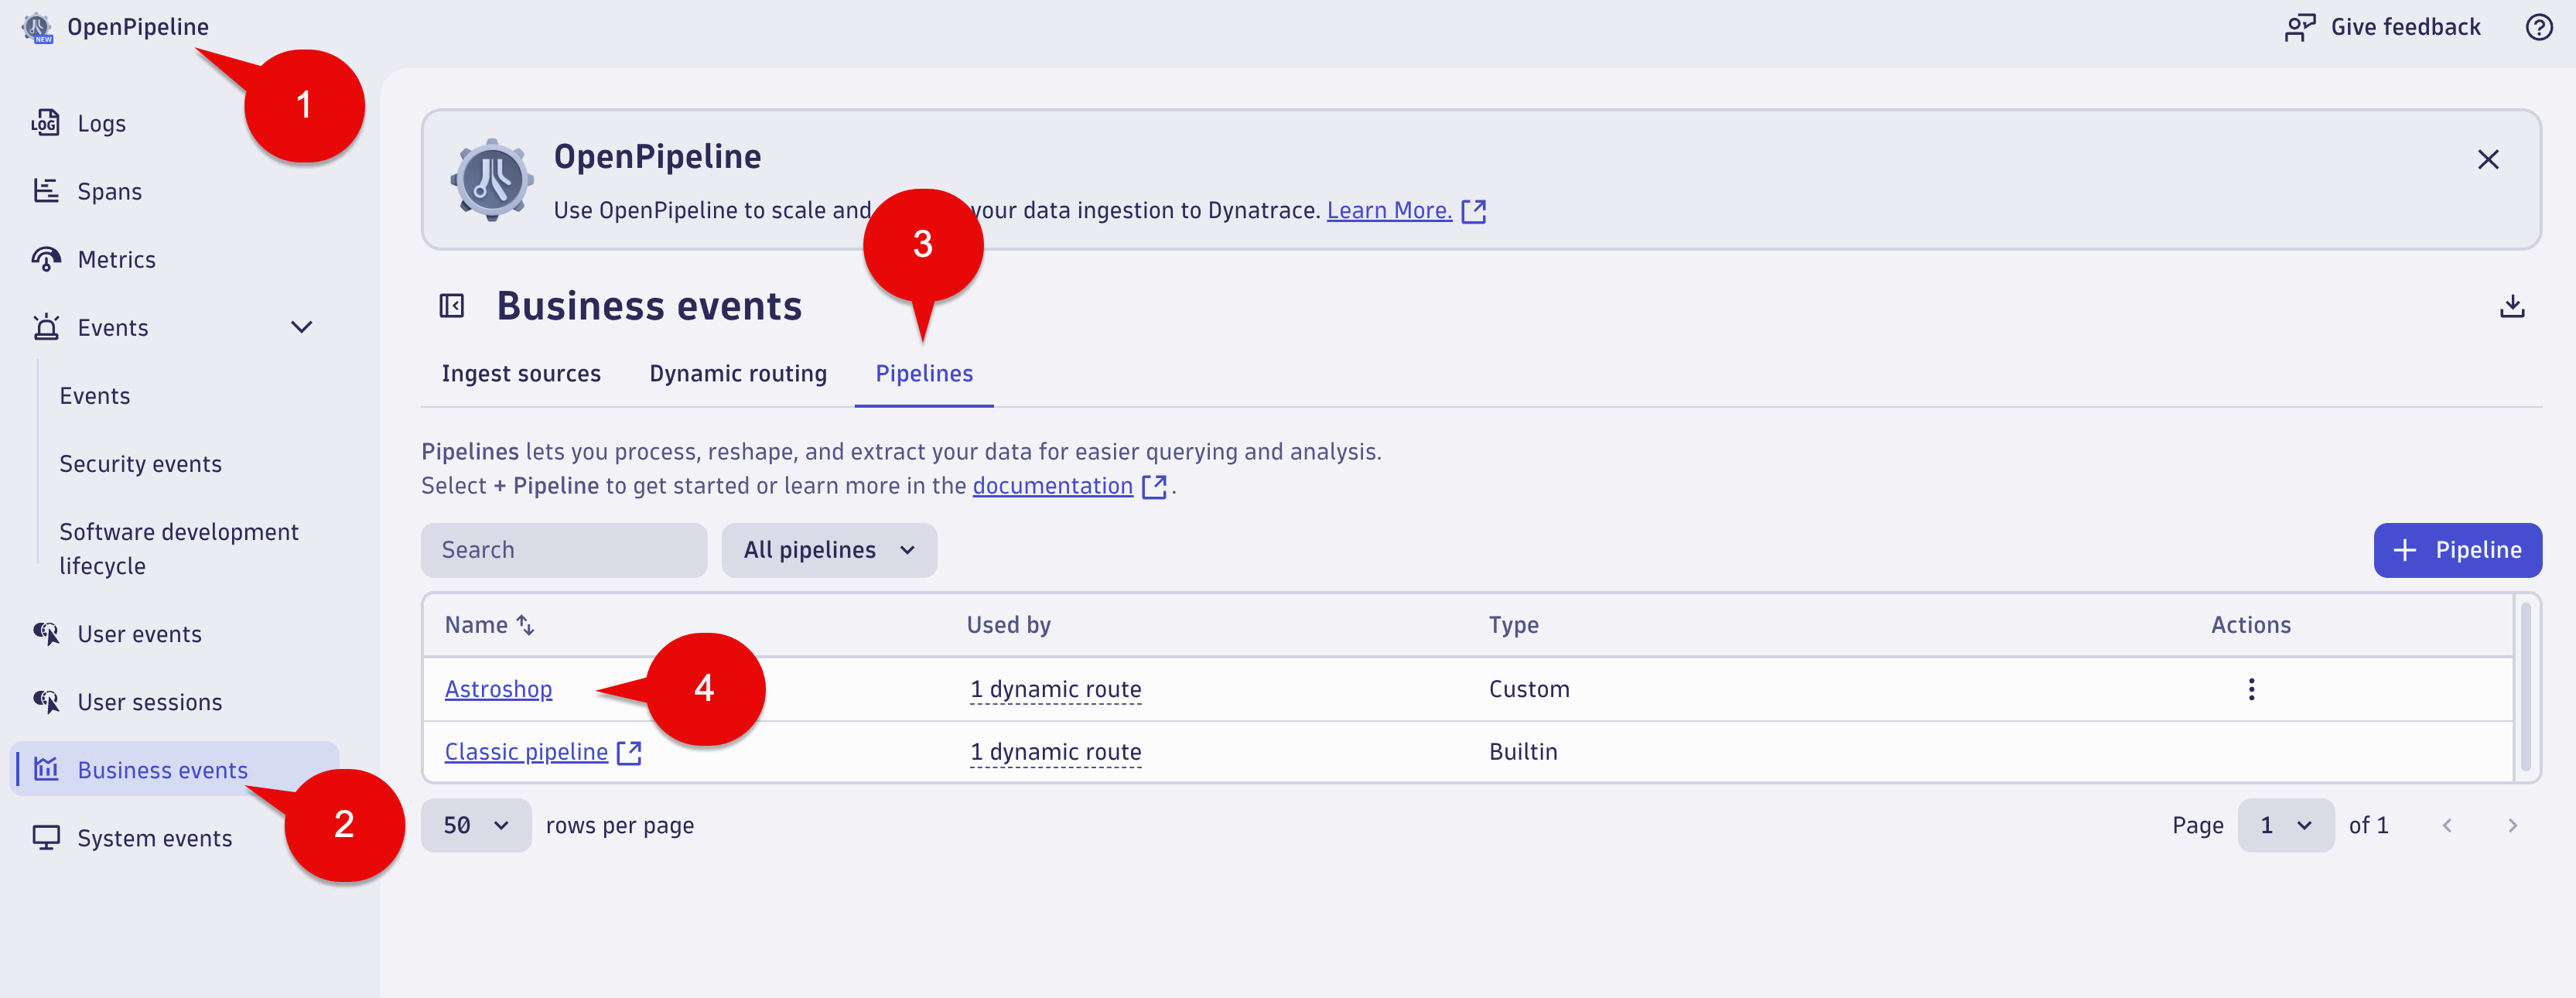 OpenPipeline
NEW
Give feedback
1
LOG Logs
Spans
Metrics
Events
Events
Security events
Software development
lifecycle
User events
User sessions
Business events
2
System events
OpenPipeline
Use OpenPipeline to scale and your data ingestion to Dynatrace. Learn More.
3
Business events
Ingest sources Dynamic routing Pipelines
Pipelines lets you process, reshape, and extract your data for easier querying and analysis.
Select + Pipeline to get started or learn more in the documentation .
Search All pipelines + Pipeline
Name Used by Type Actions
Astroshop 4 1 dynamic route Custom
Classic pipeline 1 dynamic route Builtin
50 rows per page Page 1 of 1